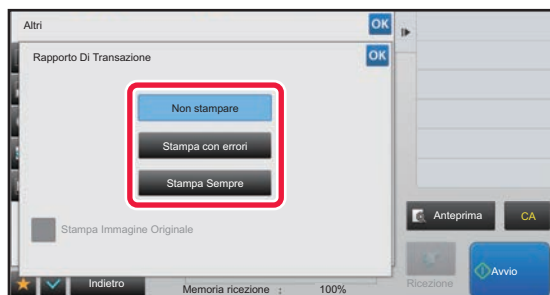 Altri
OK
Rapporto Di Transazione
OK
Non stampare
Stampa con errori
Stampa Sempre
Stampa Immagine Originale
Anteprima
CA
Indietro
Memoria ricezione : 100%
Ricezione
Avvio